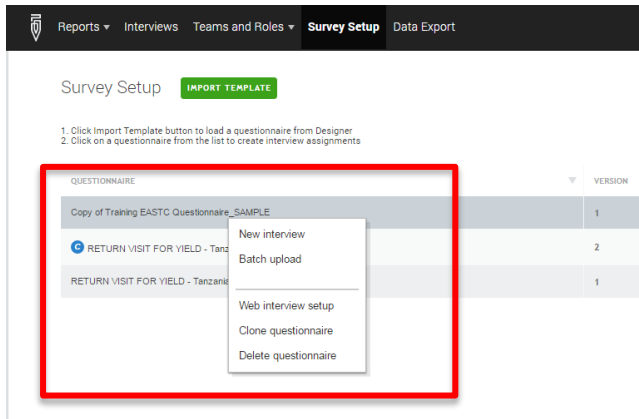 Reports Interviews Teams and Roles Survey Setup Data Export
Survey Setup IMPORT TEMPLATE
1. Click Import Template button to load a questionnaire from Designer
2. Click on a questionnaire from the list to create interview assignments
QUESTIONNAIRE VERSION
Copy of Training EASTC Questionnaire_SAMPLE 1
New interview
C RETURN VISIT FOR YIELD - Tanz 2
Batch upload
RETURN VISIT FOR YIELD - Tanzania 1
Web interview setup
Clone questionnaire
Delete questionnaire